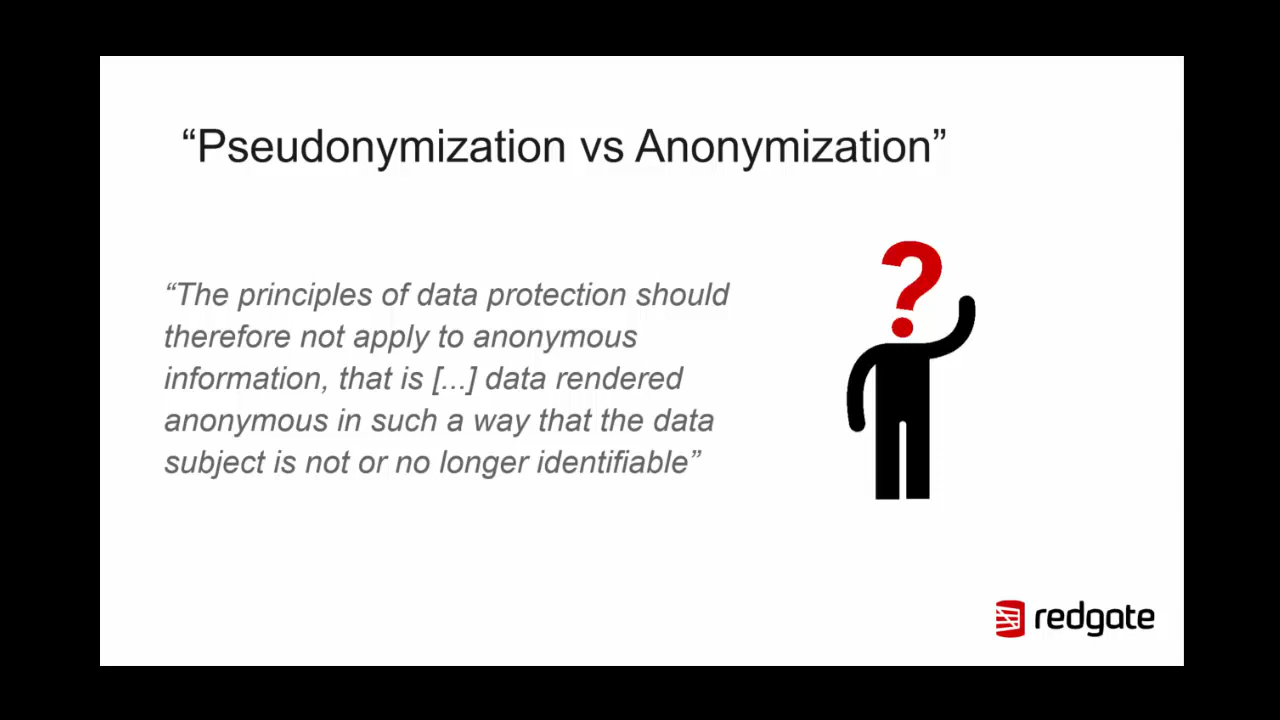 “Pseudonymization vs Anonymization”
“The principles of data protection should
therefore not apply to anonymous
information, that is [...] data rendered
anonymous in such a way that the data
subject is not or no longer identifiable”
?
redgate